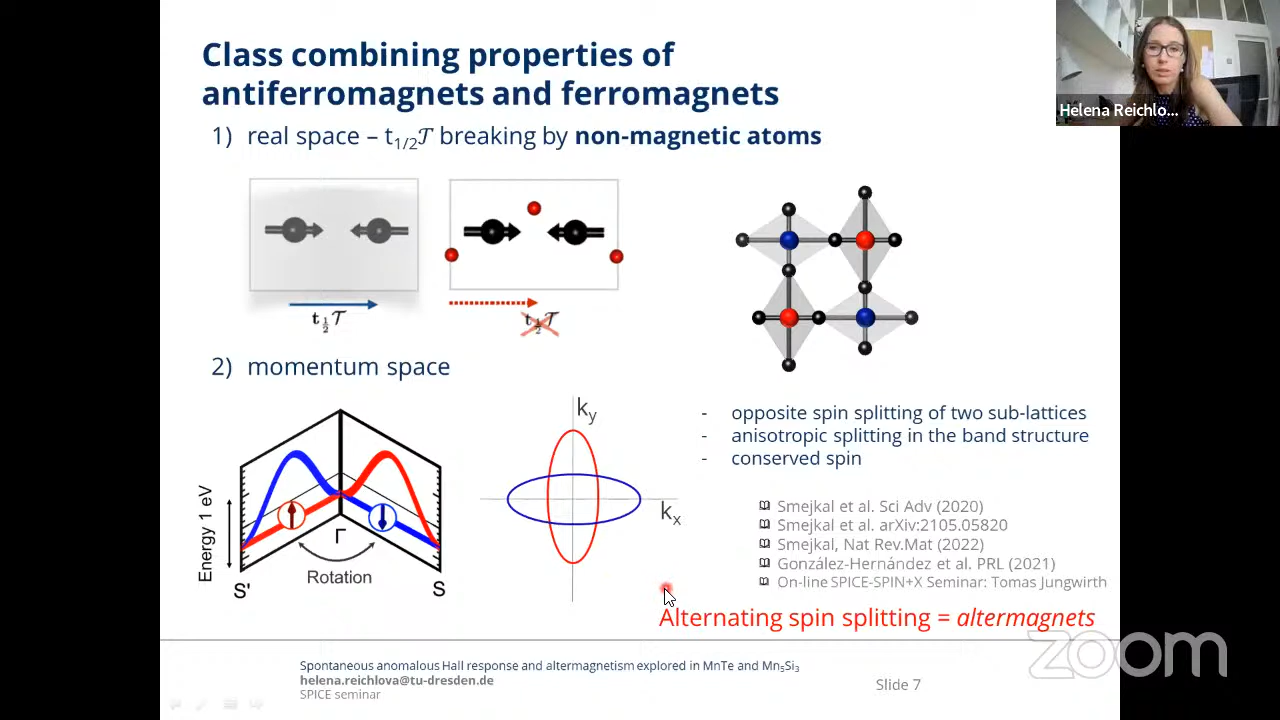 Class combining properties of
antiferromagnets and ferromagnets
Helena Reichlo...
1) real space – t1/2𝒯 breaking by non-magnetic atoms
t1/2 𝒯
t1/2 𝒯
2) momentum space
Energy 1 eV
S'
Γ
S
Rotation
ky
kx
- opposite spin splitting of two sub-lattices
- anisotropic splitting in the band structure
- conserved spin
Smejkal et al. Sci Adv (2020)
Smejkal et al. arXiv:2105.05820
Smejkal, Nat Rev.Mat (2022)
González-Hernández et al. PRL (2021)
On-line SPICE-SPIN+X Seminar: Tomas Jungwirth
Alternating spin splitting = altermagnets
zoom
Spontaneous anomalous Hall response and altermagnetism explored in MnTe and Mn5Si3
helena.reichlova@tu-dresden.de
SPICE seminar
Slide 7